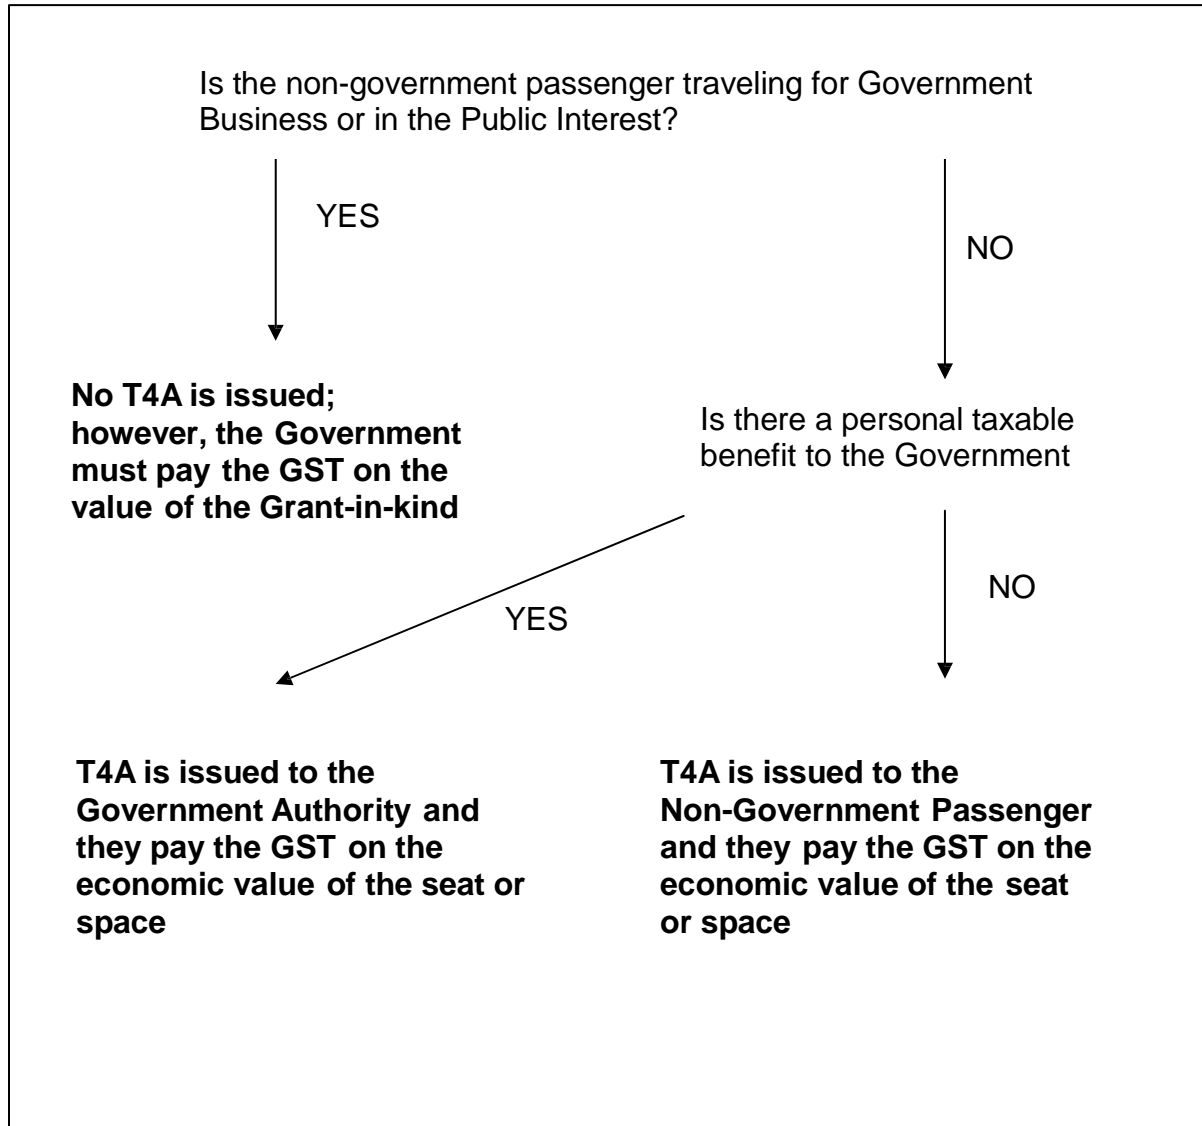 Is the non-government passenger traveling for Government
Business or in the Public Interest?
YES
NO
No T4A is issued;
however, the Government
must pay the GST on the
value of the Grant-in-kind
Is there a personal taxable
benefit to the Government
YES
NO
T4A is issued to the
Government Authority and
they pay the GST on the
economic value of the seat or
space
T4A is issued to the
Non-Government Passenger
and they pay the GST on the
economic value of the seat
or space